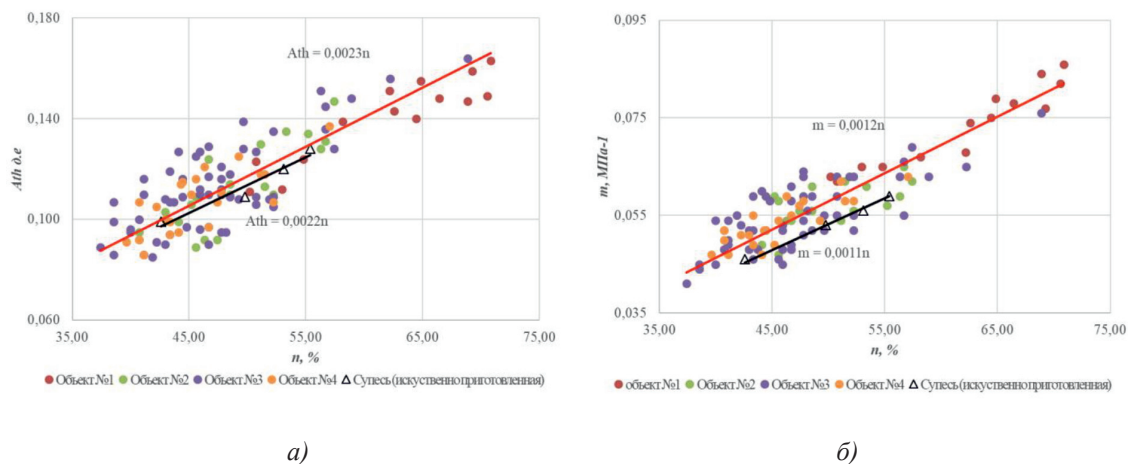 0,180
0,140
0,100
0,060
Ath д.е
Ath = 0,0023n
Ath = 0,0022n
35,00 45,00 55,00 65,00 75,00
n, %
Объект.№1 Объект.№2 Объект.№3 Объект.№4 Супесь (искуственно приготовленная)
а)
0,095
0,075
0,055
0,035
m, МПа-1
m = 0,0012n
m = 0,0011n
35,00 45,00 55,00 65,00 75,00
n, %
объект.№1 Объект.№2 Объект.№3 Объект.№4 Супесь (искуственно приготовленная)
б)